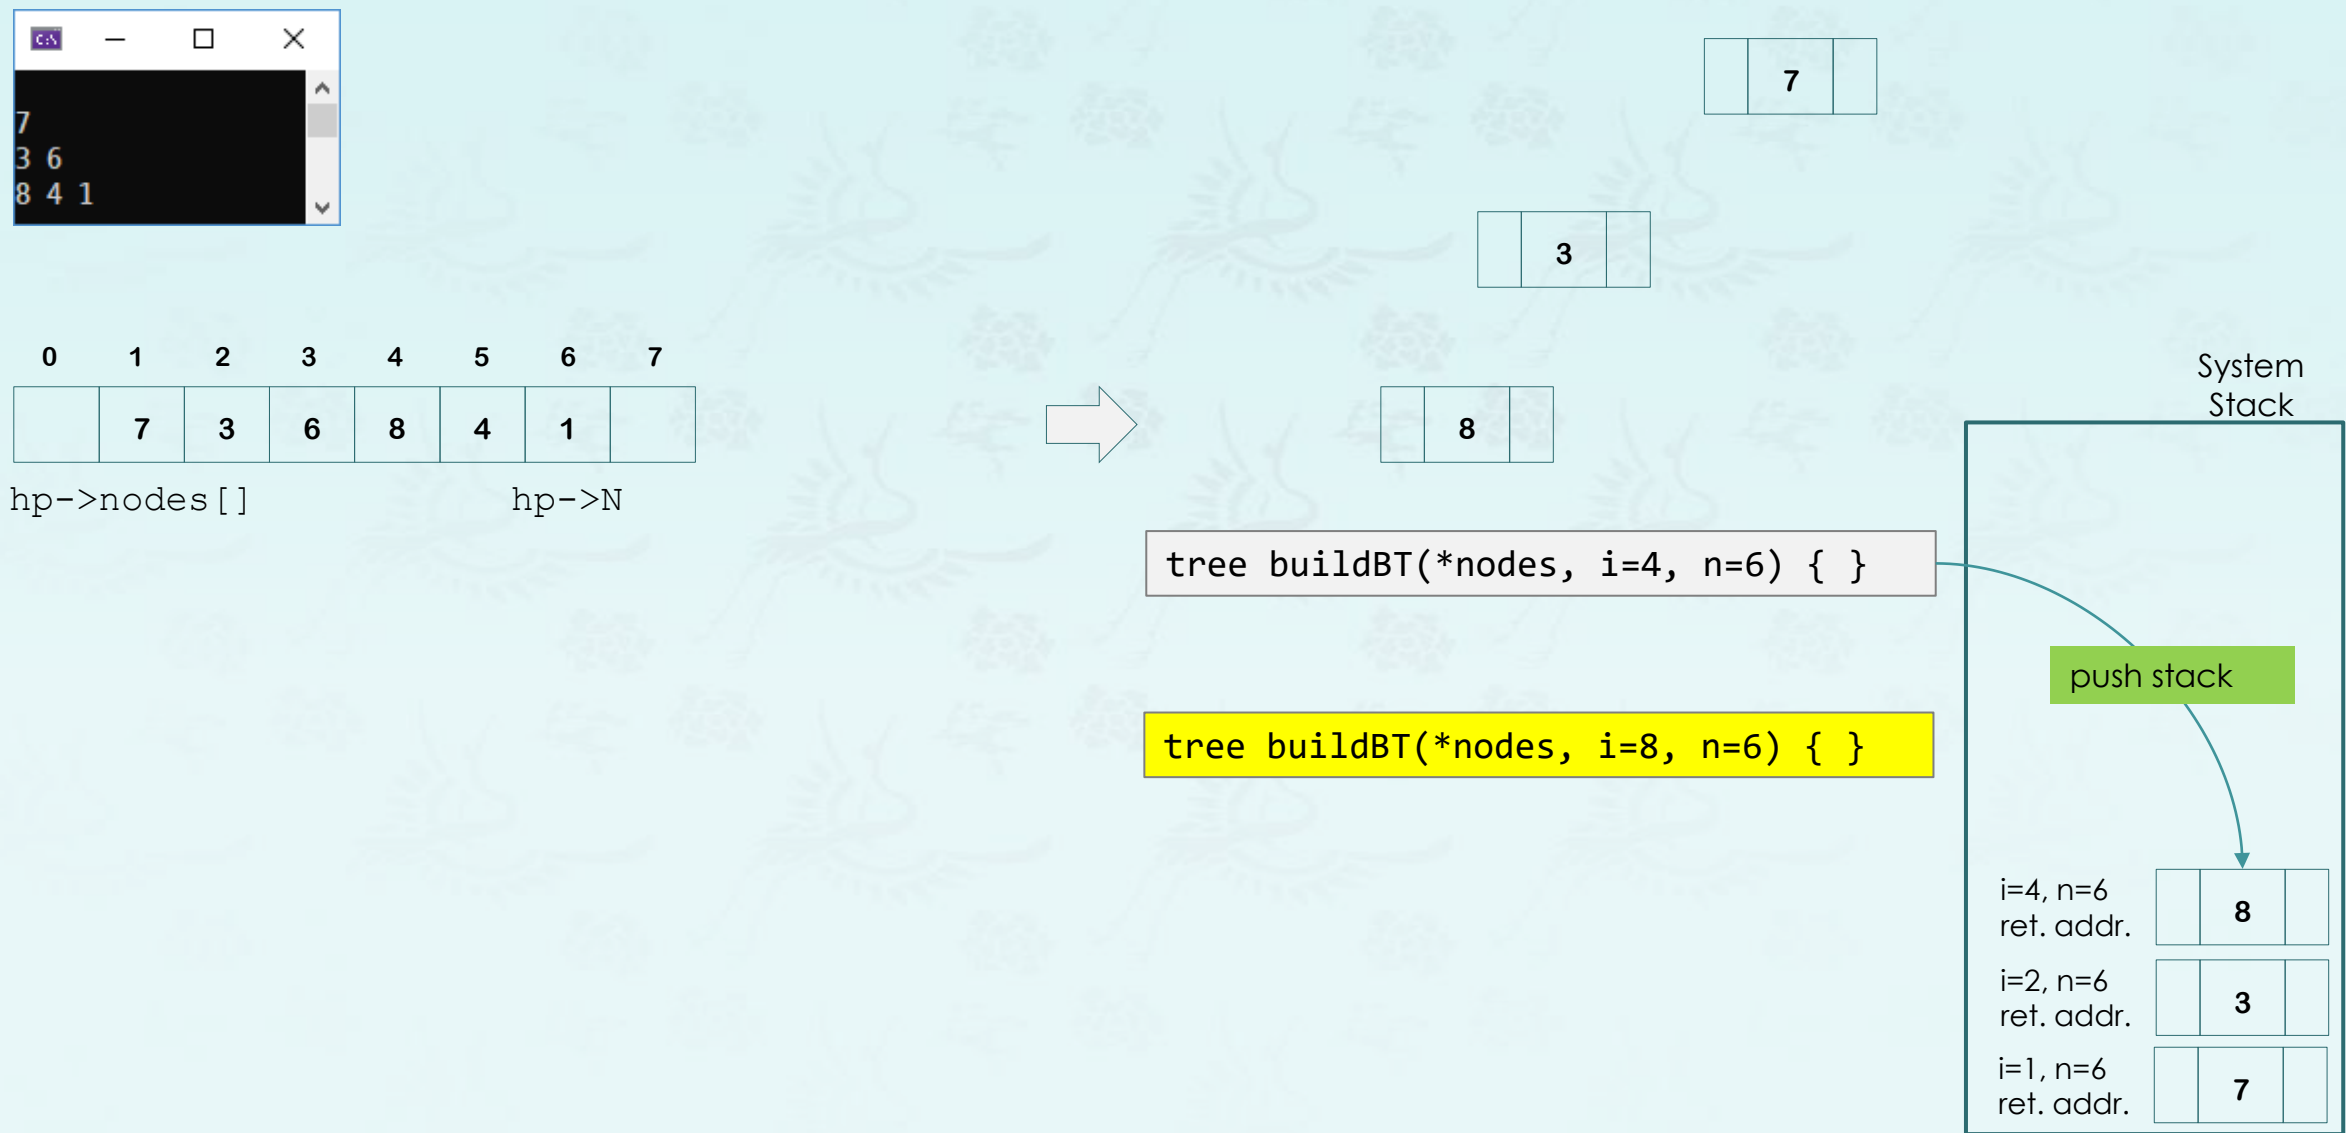 C:\
7
3 6
8 4 1
7
3
0 1 2 3 4 5 6 7
7 3 6 8 4 1
hp->nodes[]
hp->N
8
System
Stack
tree buildBT(*nodes, i=4, n=6) { }
push stack
tree buildBT(*nodes, i=8, n=6) { }
i=4, n=6
ret. addr.
8
i=2, n=6
ret. addr.
3
i=1, n=6
ret. addr.
7